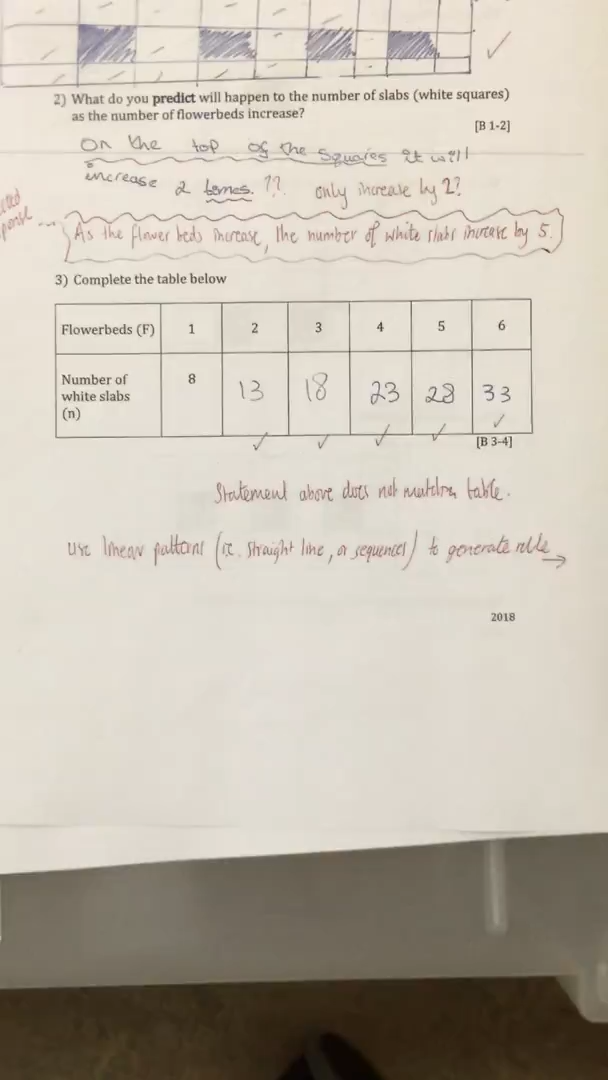 2) What do you predict will happen to the number of slabs (white squares)
as the number of flowerbeds increase?
[B 1-2]
On the top of the squares it will
increase 2 temes. ?? only increase by 2?
As the flower beds increase, the number of white slabs increase by 5.
3) Complete the table below
Flowerbeds (F) 1 2 3 4 5 6
Number of
white slabs
(n)
8 13 18 23 28 33
[B 3-4]
Statement above does not match table.
Use linear patterns (ie. straight line, or sequences) to generate rule
2018